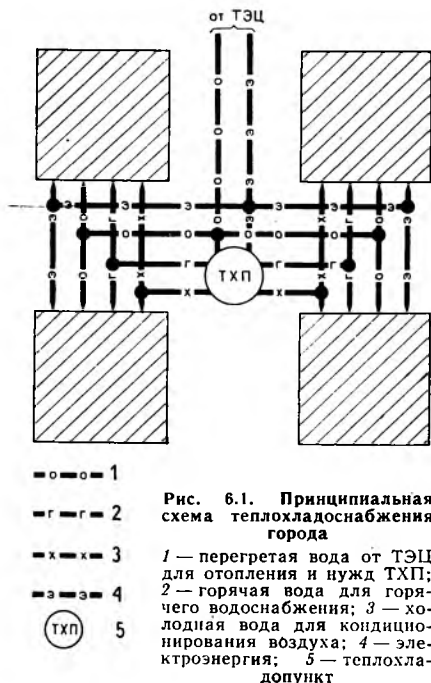 от ТЭЦ
о э
о э
о э
э э э э
э о г х х г о э
о о о о
г г
ТХП
х х
о—о 1
г—г 2
х—х 3
э—э 4
ТХП 5
Рис. 6.1. Принципиальная
схема теплохладоснабжения
города
1 — перегретая вода от ТЭЦ
для отопления и нужд ТХП;
2 — горячая вода для горя-
чего водоснабжения; 3 — хо-
лодная вода для кондицио-
нирования воздуха; 4 — эле-
ктроэнергия; 5 — теплохла-
допункт